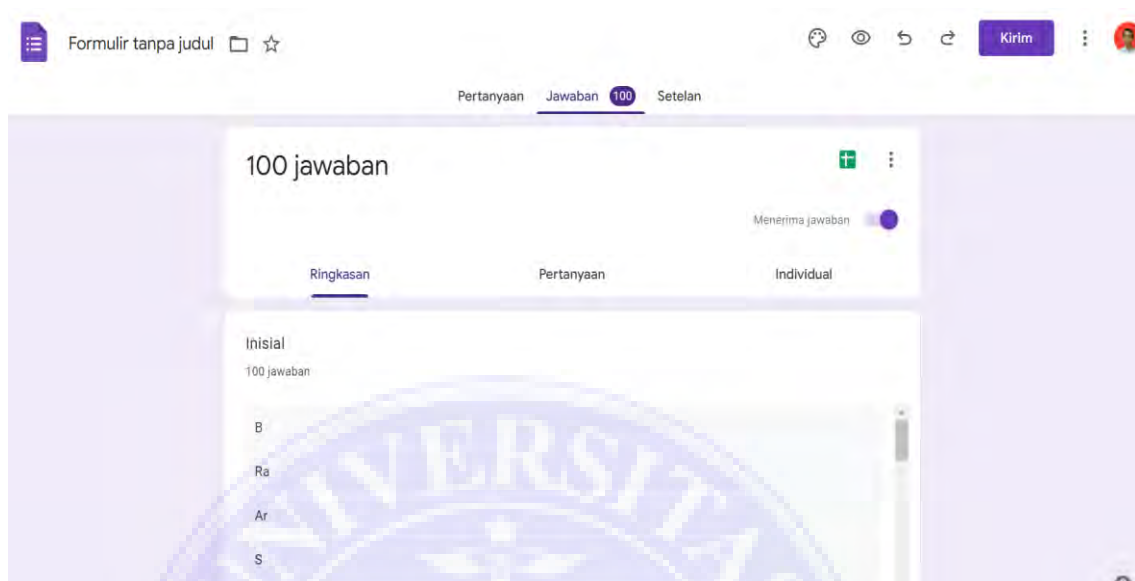 Formulir tanpa judul
Kirim
Pertanyaan Jawaban 100 Setelan
100 jawaban
Menerima jawaban
Ringkasan Pertanyaan Individual
Inisial
100 jawaban
B
Ra
Ar
S
UNIVERSITA